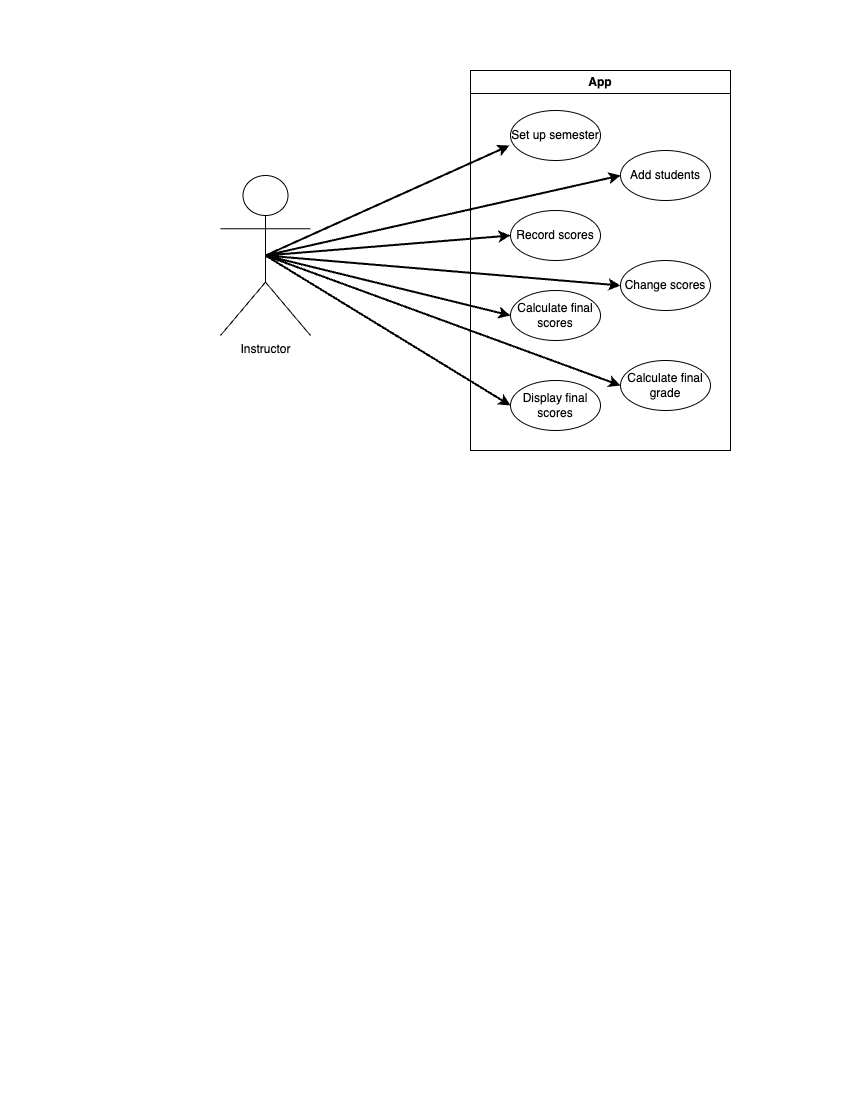 App
Set up semester
Add students
Record scores
Change scores
Calculate final
scores
Calculate final
grade
Display final
scores
Instructor